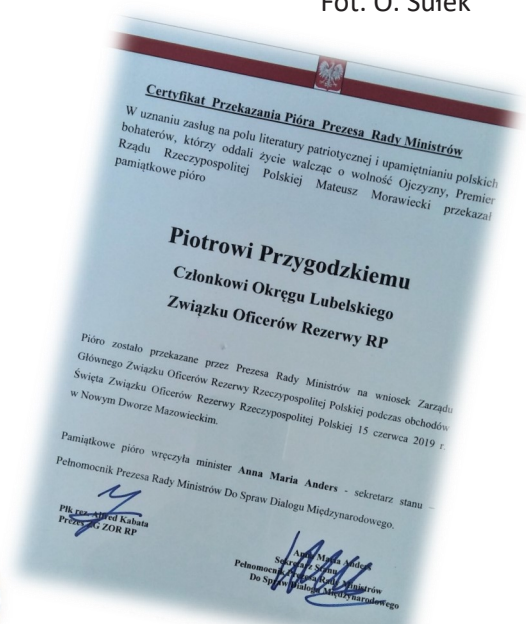 Fot. O. Sułek
Certyfikat Przekazania Pióra Prezesa Rady Ministrów
W uznaniu zasług na polu literatury patriotycznej i upamiętnianiu polskich
bohaterów, którzy oddali życie walcząc o wolność Ojczyzny, Premier
Rządu Rzeczypospolitej Polskiej Mateusz Morawiecki przekazał
pamiątkowe pióro
Piotrowi Przygodzkiemu
Członkowi Okręgu Lubelskiego
Związku Oficerów Rezerwy RP
Pióro zostało przekazane przez Prezesa Rady Ministrów na wniosek Zarządu
Głównego Związku Oficerów Rezerwy Rzeczypospolitej Polskiej podczas obchodów
Święta Związku Oficerów Rezerwy Rzeczypospolitej Polskiej 15 czerwca 2019 r.
w Nowym Dworze Mazowieckim.
Pamiątkowe pióro wręczyła minister Anna Maria Anders - sekretarz stanu –
Pełnomocnik Prezesa Rady Ministrów Do Spraw Dialogu Międzynarodowego.
Płk rez. Alfred Kabata
Prezes ZG ZOR RP
Anna Maria Anders
Sekretarz Stanu
Pełnomocnik Prezesa Rady Ministrów
Do Spraw Dialogu Międzynarodowego